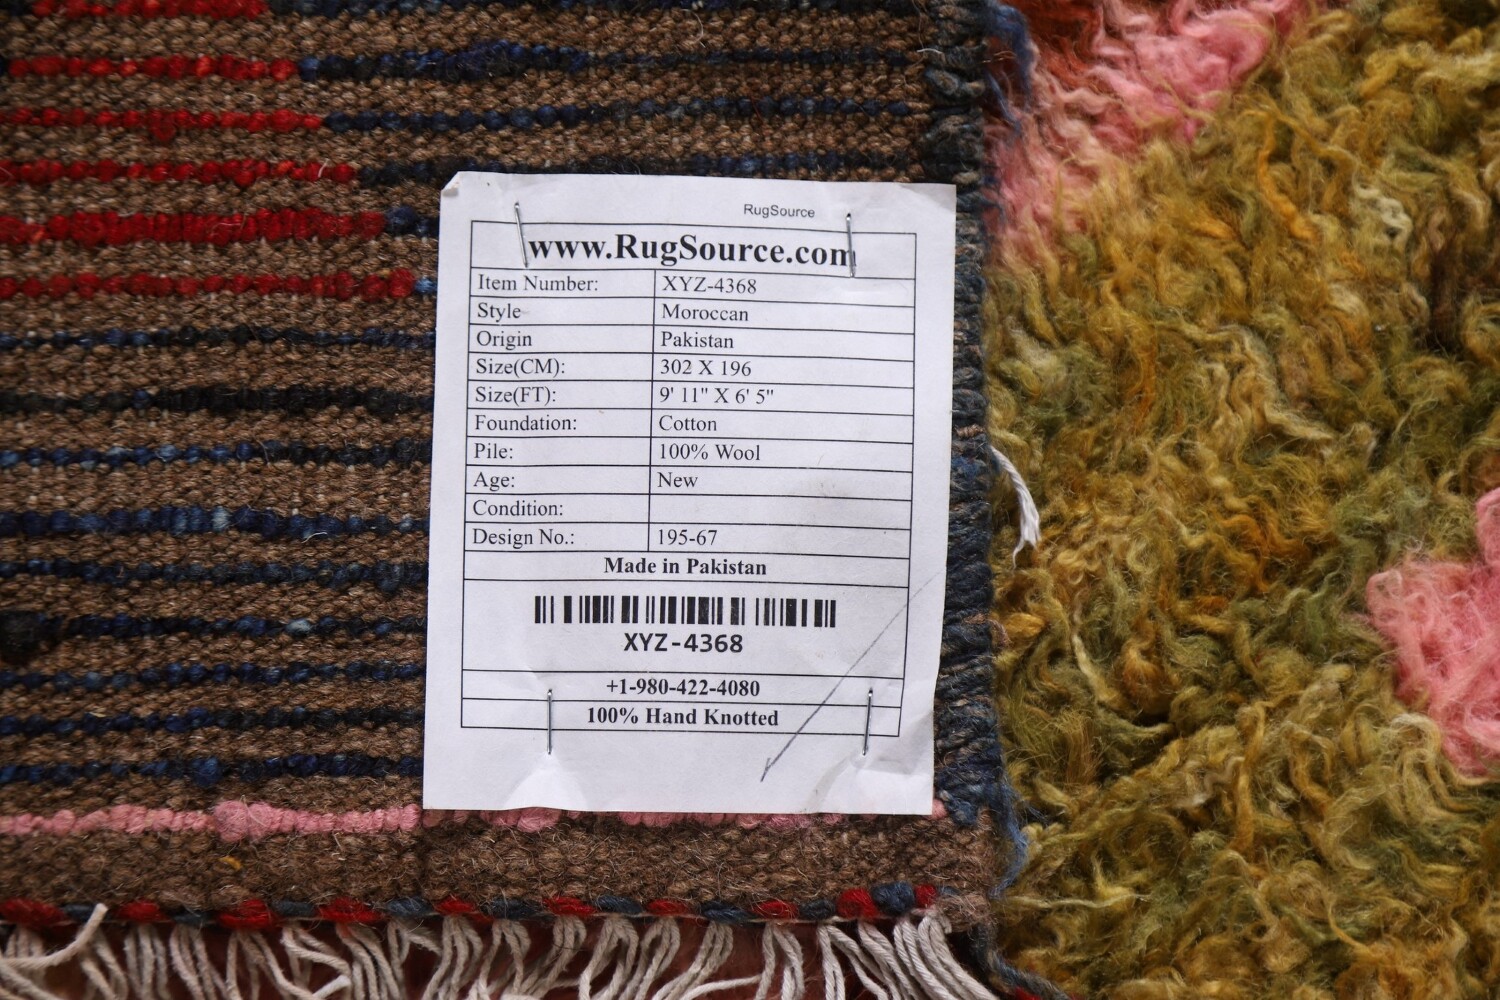 RugSource
www.RugSource.com
Item Number: XYZ-4368
Style Moroccan
Origin Pakistan
Size(CM): 302 X 196
Size(FT): 9' 11" X 6' 5"
Foundation: Cotton
Pile: 100% Wool
Age: New
Condition:
Design No.: 195-67
Made in Pakistan
XYZ-4368
+1-980-422-4080
100% Hand Knotted